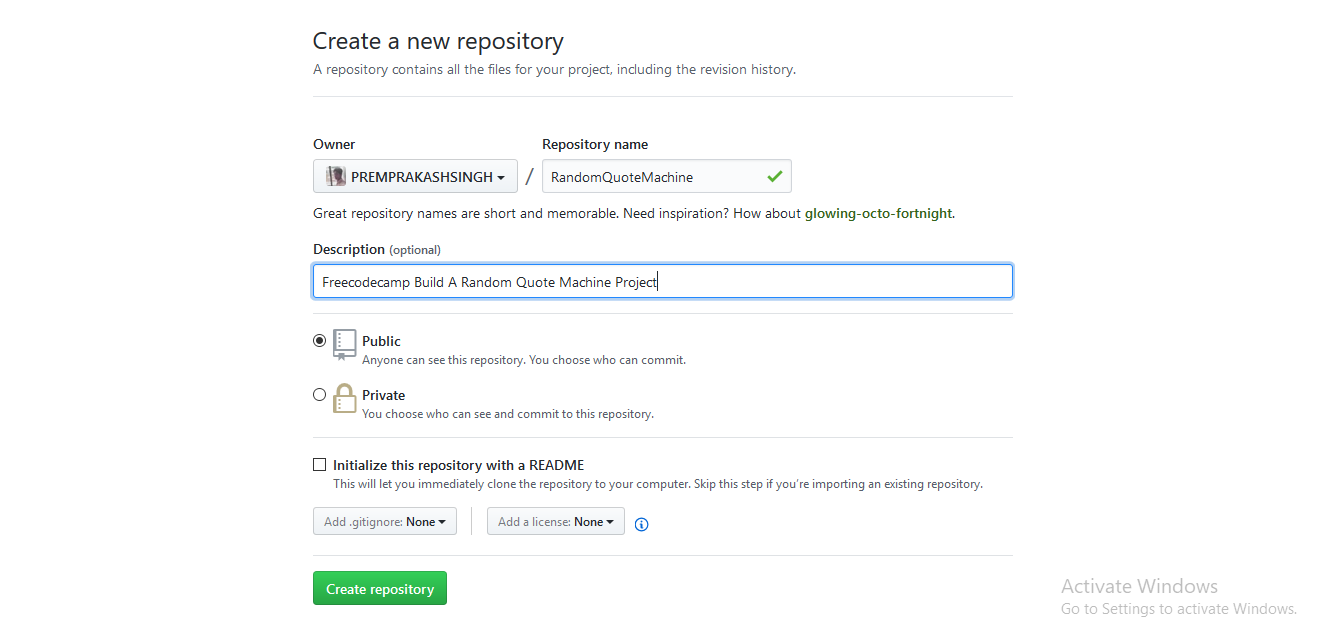 Create a new repository
A repository contains all the files for your project, including the revision history.
Owner Repository name
PREMPRAKASHSINGH / RandomQuoteMachine
Great repository names are short and memorable. Need inspiration? How about glowing-octo-fortnight.
Description (optional)
Freecodecamp Build A Random Quote Machine Project
Public
Anyone can see this repository. You choose who can commit.
Private
You choose who can see and commit to this repository.
Initialize this repository with a README
This will let you immediately clone the repository to your computer. Skip this step if you’re importing an existing repository.
Add .gitignore: None Add a license: None
Create repository
Activate Windows
Go to Settings to activate Windows.